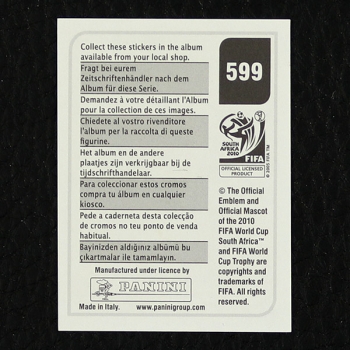 Collect these stickers in the album
available from your local shop.
Fragt bei eurem
Zeitschriftenhändler nach dem
Album für diese Serie.
Demandez à votre détaillant l'Album
pour la collection de ces images.
Chiedete al vostro rivenditore
l'album per la raccolta di queste
figurine.
Het album en de andere
plaatjes zijn verkrijgbaar bij de
tijdschrifthandelaar.
Para coleccionar estos cromos
compra tu álbum en cualquier
kiosco.
Pede a caderneta desta colecção
de cromos no teu ponto de venda
habitual.
Bayinizden aldığınız albümü bu
çıkartmalar ile tamamlayın.
Manufactured under licence by
PANINI
Made in Italy. www.paninigroup.com
599
SOUTH
AFRICA
2010
FIFA
© 2005 FIFA TM
OFFICIAL LICENSED
PRODUCT
© The Official
Emblem and
Official Mascot
of the 2010
FIFA World Cup
South Africa™
and FIFA World
Cup Trophy are
copyrights and
trademarks of
FIFA. All rights
reserved.